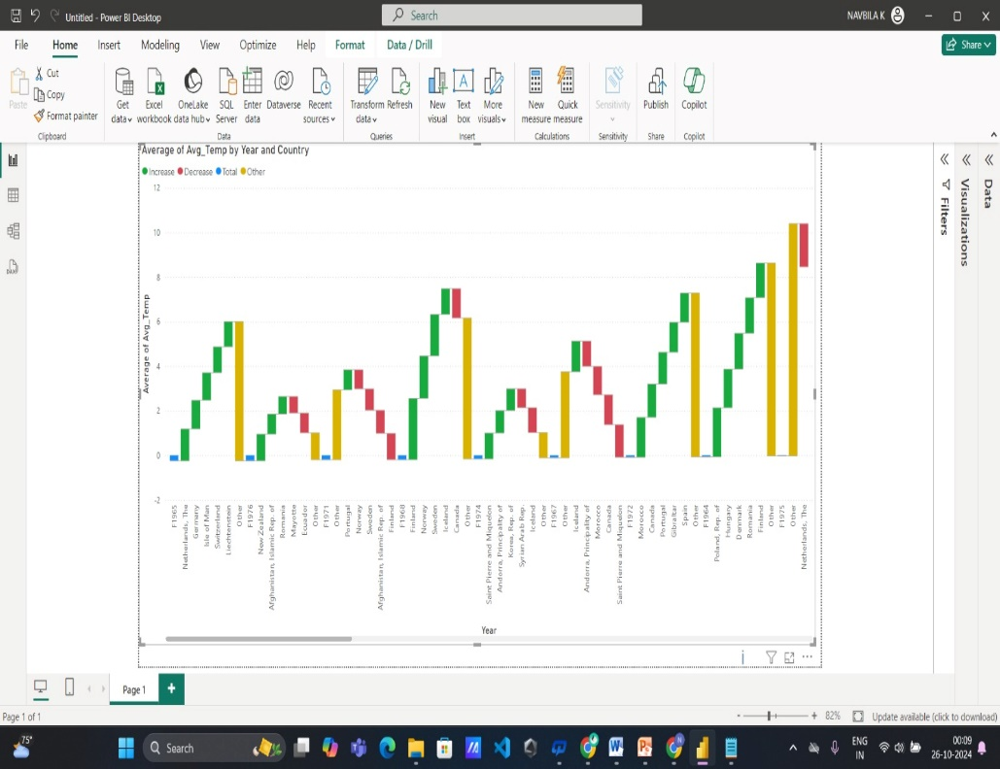 Untitled - Power BI Desktop
Search
NAVBILA K
File
Home
Insert
Modeling
View
Optimize
Help
Format
Data / Drill
Share
Paste
Cut
Copy
Format painter
Clipboard
Get data
Excel workbook
OneLake data hub
SQL Server
Enter data
Dataverse
Recent sources
Data
Transform data
Refresh
Queries
New visual
Text box
More visuals
Insert
New measure
Quick measure
Calculations
Sensitivity
Sensitivity
Publish
Share
Copilot
Copilot
Average of Avg_Temp by Year and Country
Increase Decrease Total Other
12
10
8
6
4
2
0
-2
Average of Avg_Temp
F1965
Netherlands, The
Germany
Isle of Man
Switzerland
Liechtenstein
Other
F1976
New Zealand
Afghanistan, Islamic Rep. of
Romania
Mayotte
Ecuador
Other
F1971
Other
Portugal
Norway
Sweden
Afghanistan, Islamic Rep. of
Finland
F1968
Finland
Norway
Sweden
Iceland
Canada
Other
F1974
Saint Pierre and Miquelon
Andorra, Principality of
Korea, Rep. of
Syrian Arab Rep.
Iceland
Other
F1967
Other
Iceland
Andorra, Principality of
Morocco
Canada
Saint Pierre and Miquelon
F1972
Morocco
Canada
Portugal
Gibraltar
Spain
Other
F1964
Poland, Rep. of
Hungary
Denmark
Romania
Finland
Other
F1975
Other
Netherlands, The
Year
Filters
Visualizations
Data
Page 1
Page 1 of 1
82%
Update available (click to download)
75°
Search
ENG
IN
00:09
26-10-2024